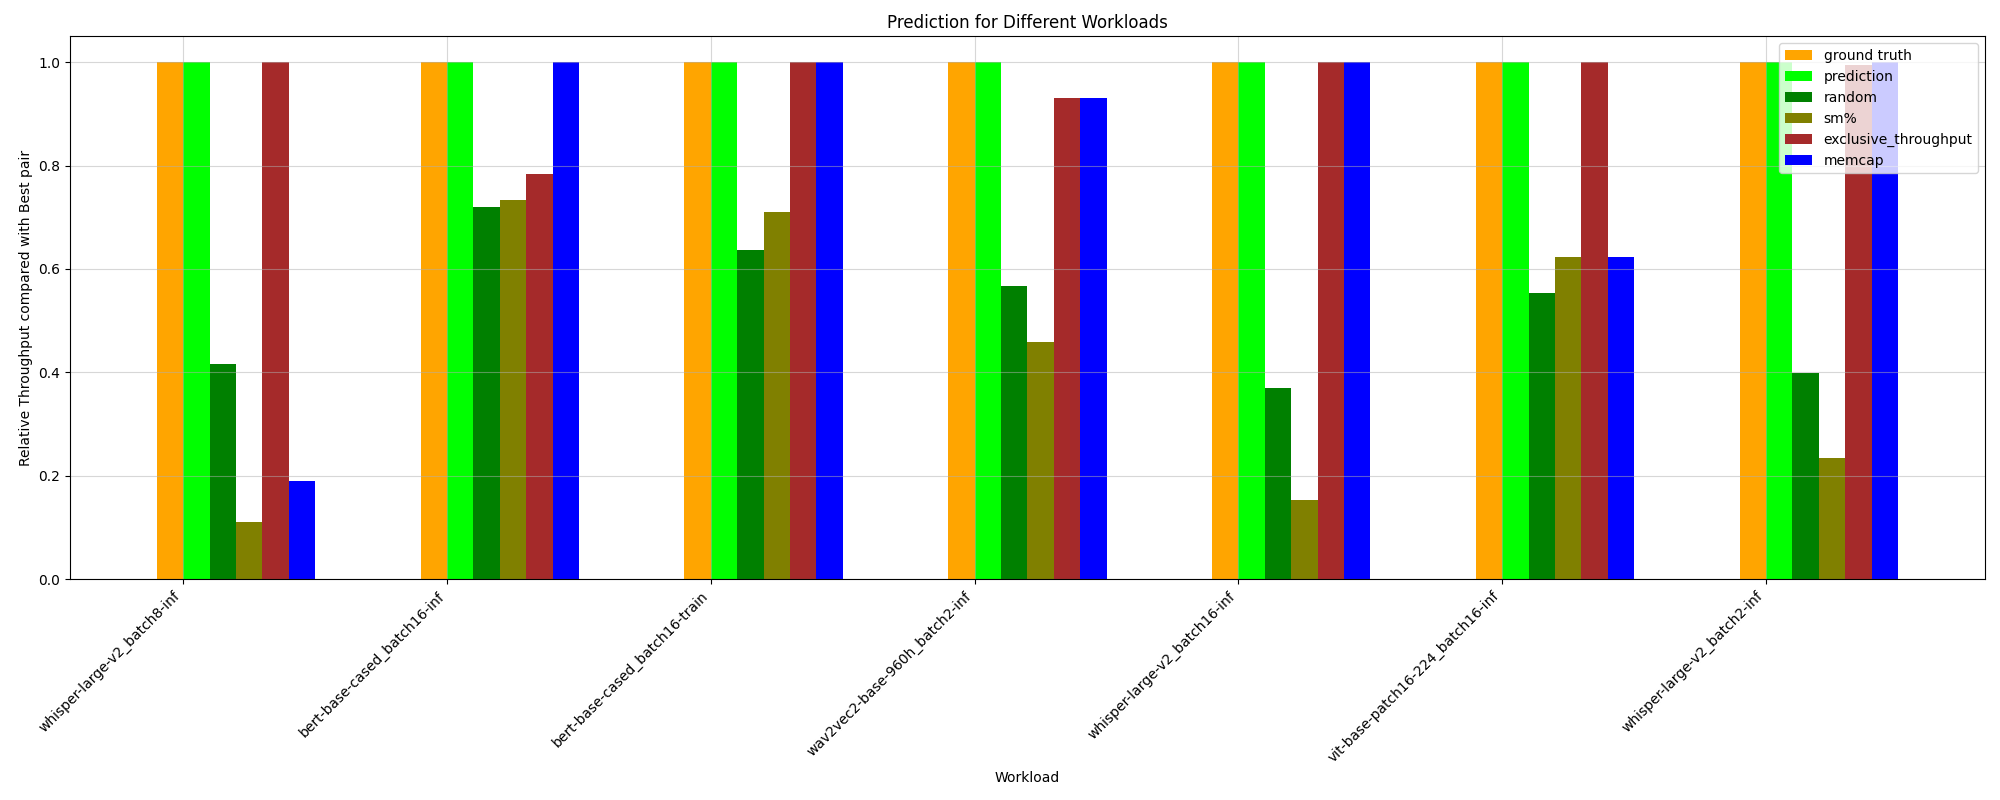 Prediction for Different Workloads
Relative Throughput compared with Best pair
1.0
0.8
0.6
0.4
0.2
0.0
ground truth
prediction
random
sm%
exclusive_throughput
memcap
whisper-large-v2_batch8-inf
bert-base-cased_batch16-inf
bert-base-cased_batch16-train
wav2vec2-base-960h_batch2-inf
whisper-large-v2_batch16-inf
vit-base-patch16-224_batch16-inf
whisper-large-v2_batch2-inf
Workload